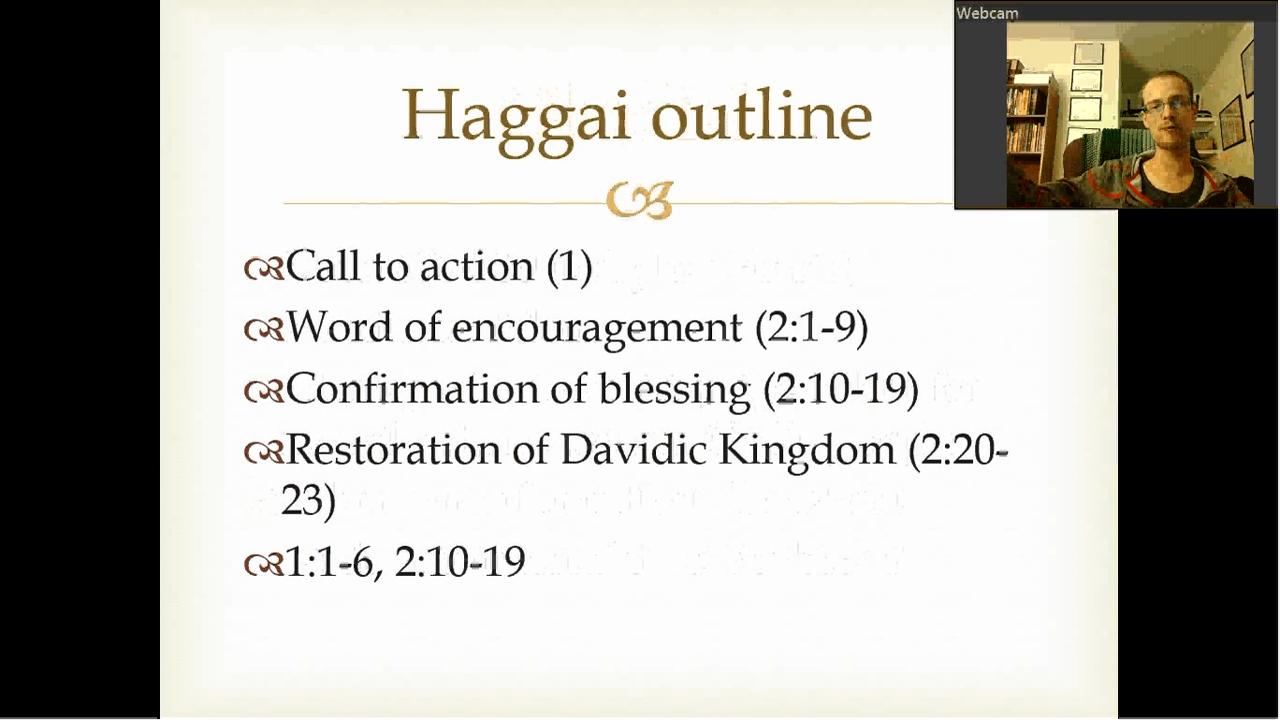 Webcam
Haggai outline
Call to action (1)
Word of encouragement (2:1-9)
Confirmation of blessing (2:10-19)
Restoration of Davidic Kingdom (2:20-
23)
1:1-6, 2:10-19